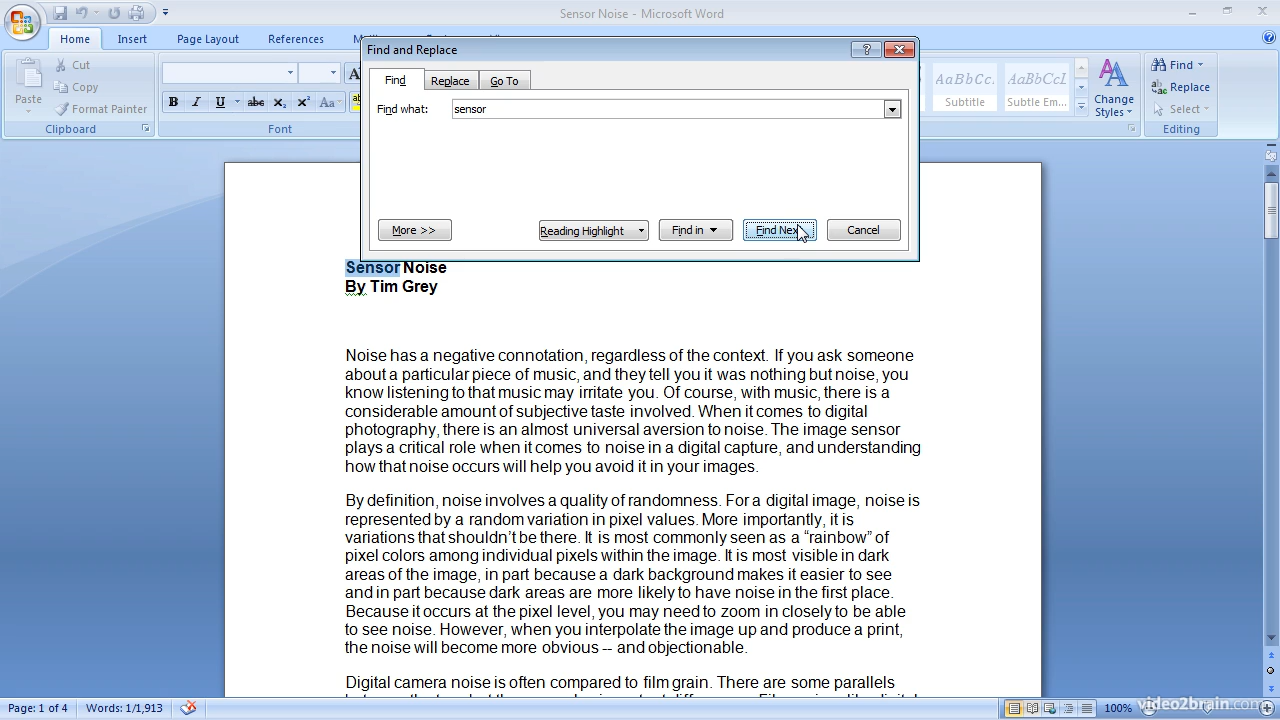 Sensor Noise - Microsoft Word
Home Insert Page Layout References
Find and Replace
Find Replace Go To
Find what: sensor
More >> Reading Highlight Find in Find Next Cancel
Paste
Cut
Copy
Format Painter
Clipboard
B I U abc X₂ X² Aa
Font
AaBbCc. AaBbCcI
Subtitle Subtle Em...
Change
Styles
Find
Replace
Select
Editing
Sensor Noise
By Tim Grey
Noise has a negative connotation, regardless of the context. If you ask someone
about a particular piece of music, and they tell you it was nothing but noise, you
know listening to that music may irritate you. Of course, with music, there is a
considerable amount of subjective taste involved. When it comes to digital
photography, there is an almost universal aversion to noise. The image sensor
plays a critical role when it comes to noise in a digital capture, and understanding
how that noise occurs will help you avoid it in your images.
By definition, noise involves a quality of randomness. For a digital image, noise is
represented by a random variation in pixel values. More importantly, it is
variations that shouldn’t be there. It is most commonly seen as a “rainbow” of
pixel colors among individual pixels within the image. It is most visible in dark
areas of the image, in part because a dark background makes it easier to see
and in part because dark areas are more likely to have noise in the first place.
Because it occurs at the pixel level, you may need to zoom in closely to be able
to see noise. However, when you interpolate the image up and produce a print,
the noise will become more obvious -- and objectionable.
Digital camera noise is often compared to film grain. There are some parallels
Page: 1 of 4 Words: 1/1,913 100%
video2brain.com